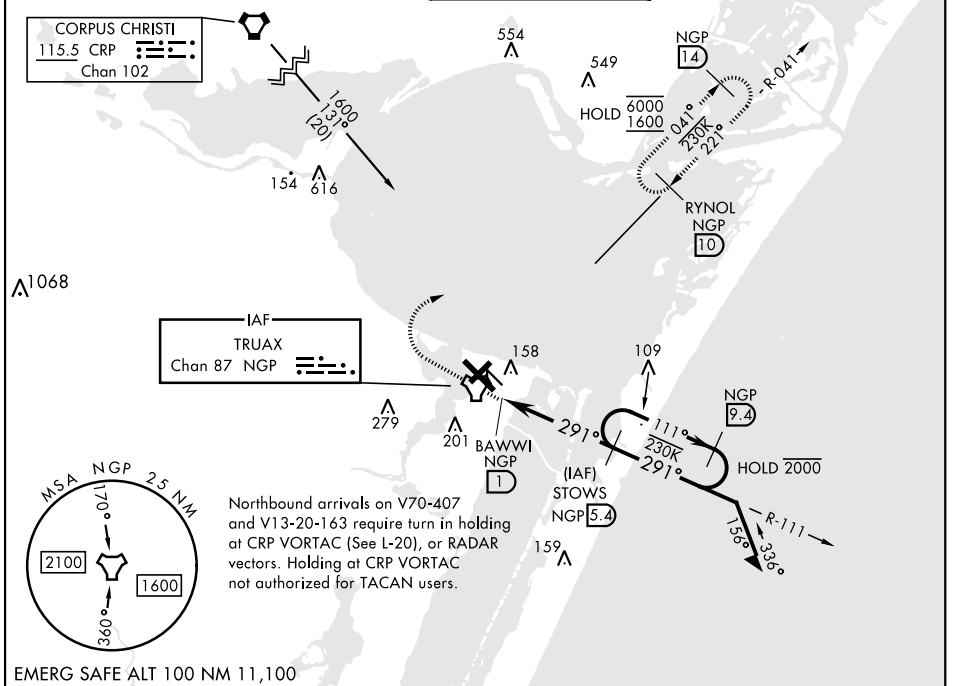 CORPUS CHRISTI
115.5 CRP
Chan 102
1600
131°
(20)
154
616
554
549
NGP
14
R-041
HOLD 6000
1600
041°
230K
221°
RYNOL
NGP
10
1068
IAF
TRUAX
Chan 87 NGP
158
109
279
201
BAWWI
NGP
1
291°
111°
230K
291°
NGP
9.4
HOLD 2000
(IAF)
STOWS
NGP 5.4
159
R-111
156°
336°
MSA NGP 25 NM
170°
2100
1600
360°
Northbound arrivals on V70-407
and V13-20-163 require turn in holding
at CRP VORTAC (See L-20), or RADAR
vectors. Holding at CRP VORTAC
not authorized for TACAN users.
EMERG SAFE ALT 100 NM 11,100